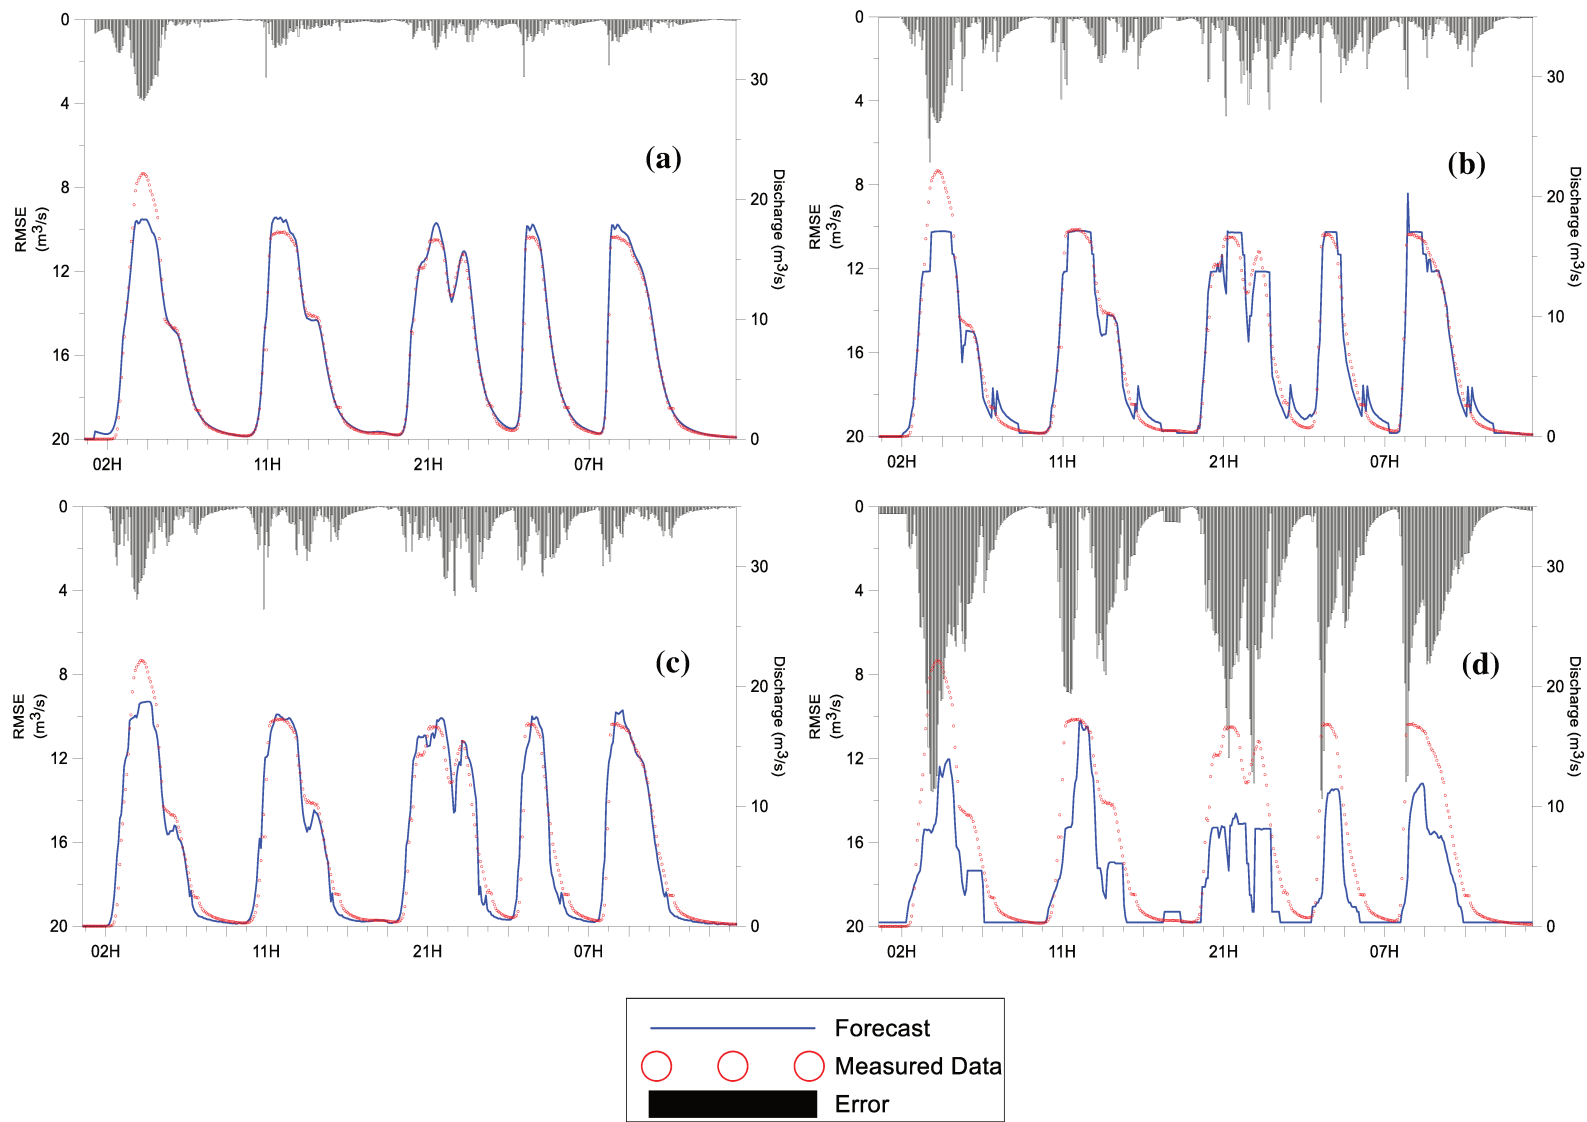 0
4
8
12
16
20
RMSE
(m³/s)
30
20
10
0
Discharge (m³/s)
(a)
02H
11H
21H
07H
0
4
8
12
16
20
RMSE
(m³/s)
30
20
10
0
Discharge (m³/s)
(b)
02H
11H
21H
07H
0
4
8
12
16
20
RMSE
(m³/s)
30
20
10
0
Discharge (m³/s)
(c)
02H
11H
21H
07H
0
4
8
12
16
20
RMSE
(m³/s)
30
20
10
0
Discharge (m³/s)
(d)
02H
11H
21H
07H
Forecast
Measured Data
Error